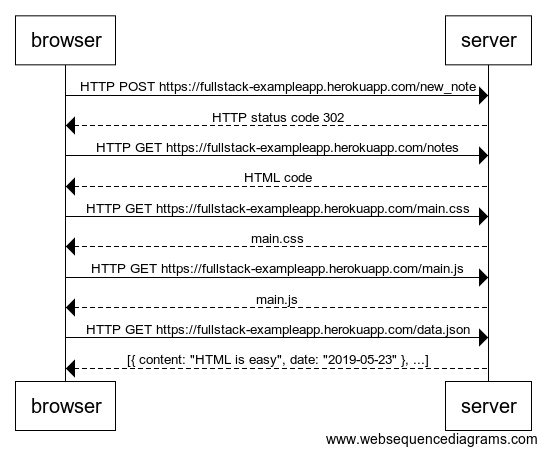 browser server
HTTP POST https://fullstack-exampleapp.herokuapp.com/new_note
HTTP status code 302
HTTP GET https://fullstack-exampleapp.herokuapp.com/notes
HTML code
HTTP GET https://fullstack-exampleapp.herokuapp.com/main.css
main.css
HTTP GET https://fullstack-exampleapp.herokuapp.com/main.js
main.js
HTTP GET https://fullstack-exampleapp.herokuapp.com/data.json
[{ content: "HTML is easy", date: "2019-05-23" }, ...]
browser server
www.websequencediagrams.com